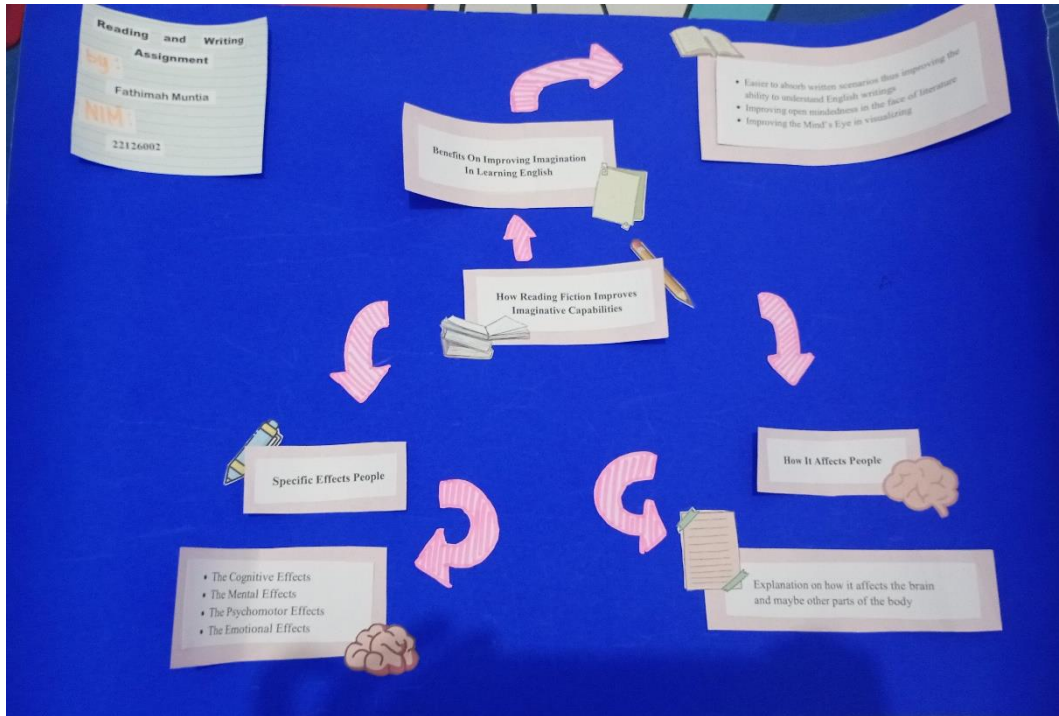 Reading and Writing
Assignment
by:
Fathimah Muntia
NIM:
22126002
• Easier to absorb written scenarios thus improving the
ability to understand English writings
• Improving open mindedness in the face of literature
• Improving the Mind's Eye in visualizing
Benefits On Improving Imagination
In Learning English
How Reading Fiction Improves
Imaginative Capabilities
Specific Effects People
• The Cognitive Effects
• The Mental Effects
• The Psychomotor Effects
• The Emotional Effects
How It Affects People
Explanation on how it affects the brain
and maybe other parts of the body